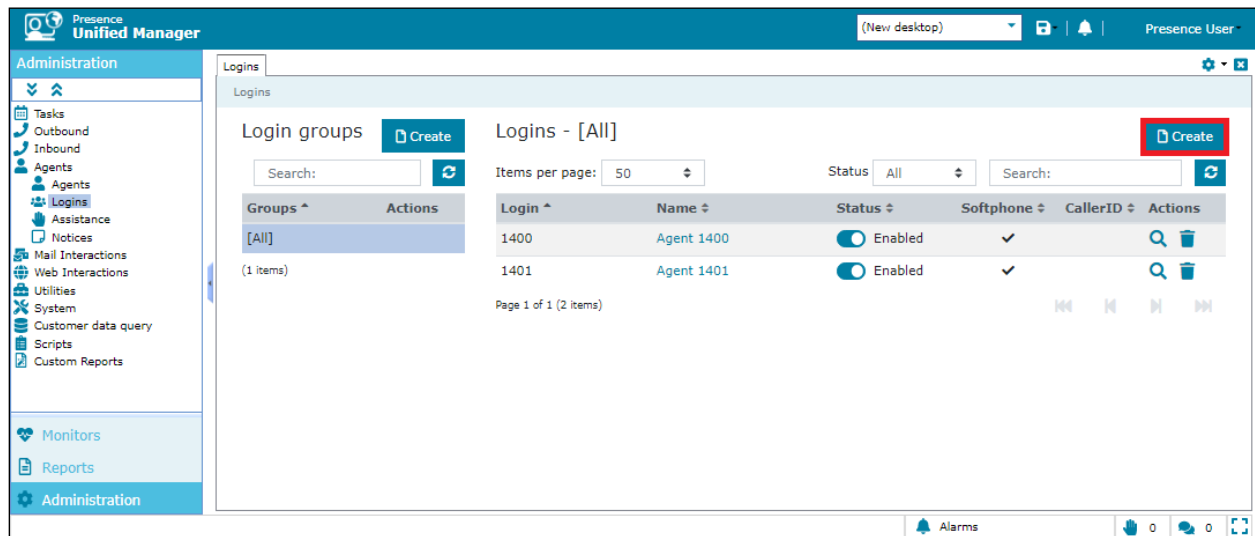 Presence
Unified Manager
(New desktop)
Presence User
Administration
Tasks
Outbound
Inbound
Agents
Agents
Logins
Assistance
Notices
Mail Interactions
Web Interactions
Utilities
System
Customer data query
Scripts
Custom Reports
Monitors
Reports
Administration
Logins
Logins
Login groups Create
Search:
Groups Actions
[All]
(1 items)
Logins - [All] Create
Items per page: 50 Status All Search:
Login Name Status Softphone CallerID Actions
1400 Agent 1400 Enabled
1401 Agent 1401 Enabled
Page 1 of 1 (2 items)
Alarms 0 0